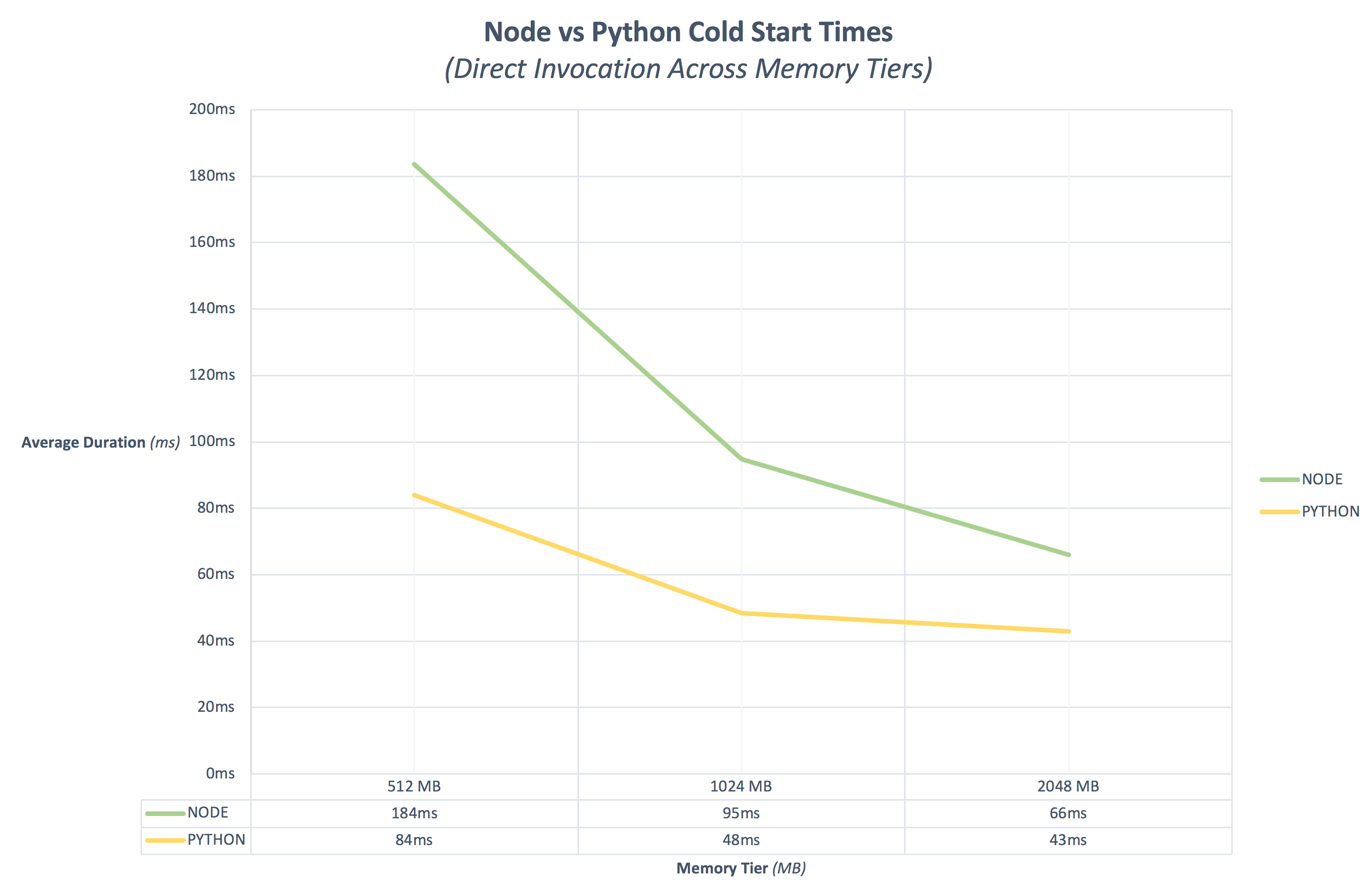 Node vs Python Cold Start Times
(Direct Invocation Across Memory Tiers)
200ms
180ms
160ms
140ms
120ms
Average Duration (ms) 100ms
80ms
60ms
40ms
20ms
0ms
NODE
PYTHON
512 MB 1024 MB 2048 MB
NODE 184ms 95ms 66ms
PYTHON 84ms 48ms 43ms
Memory Tier (MB)